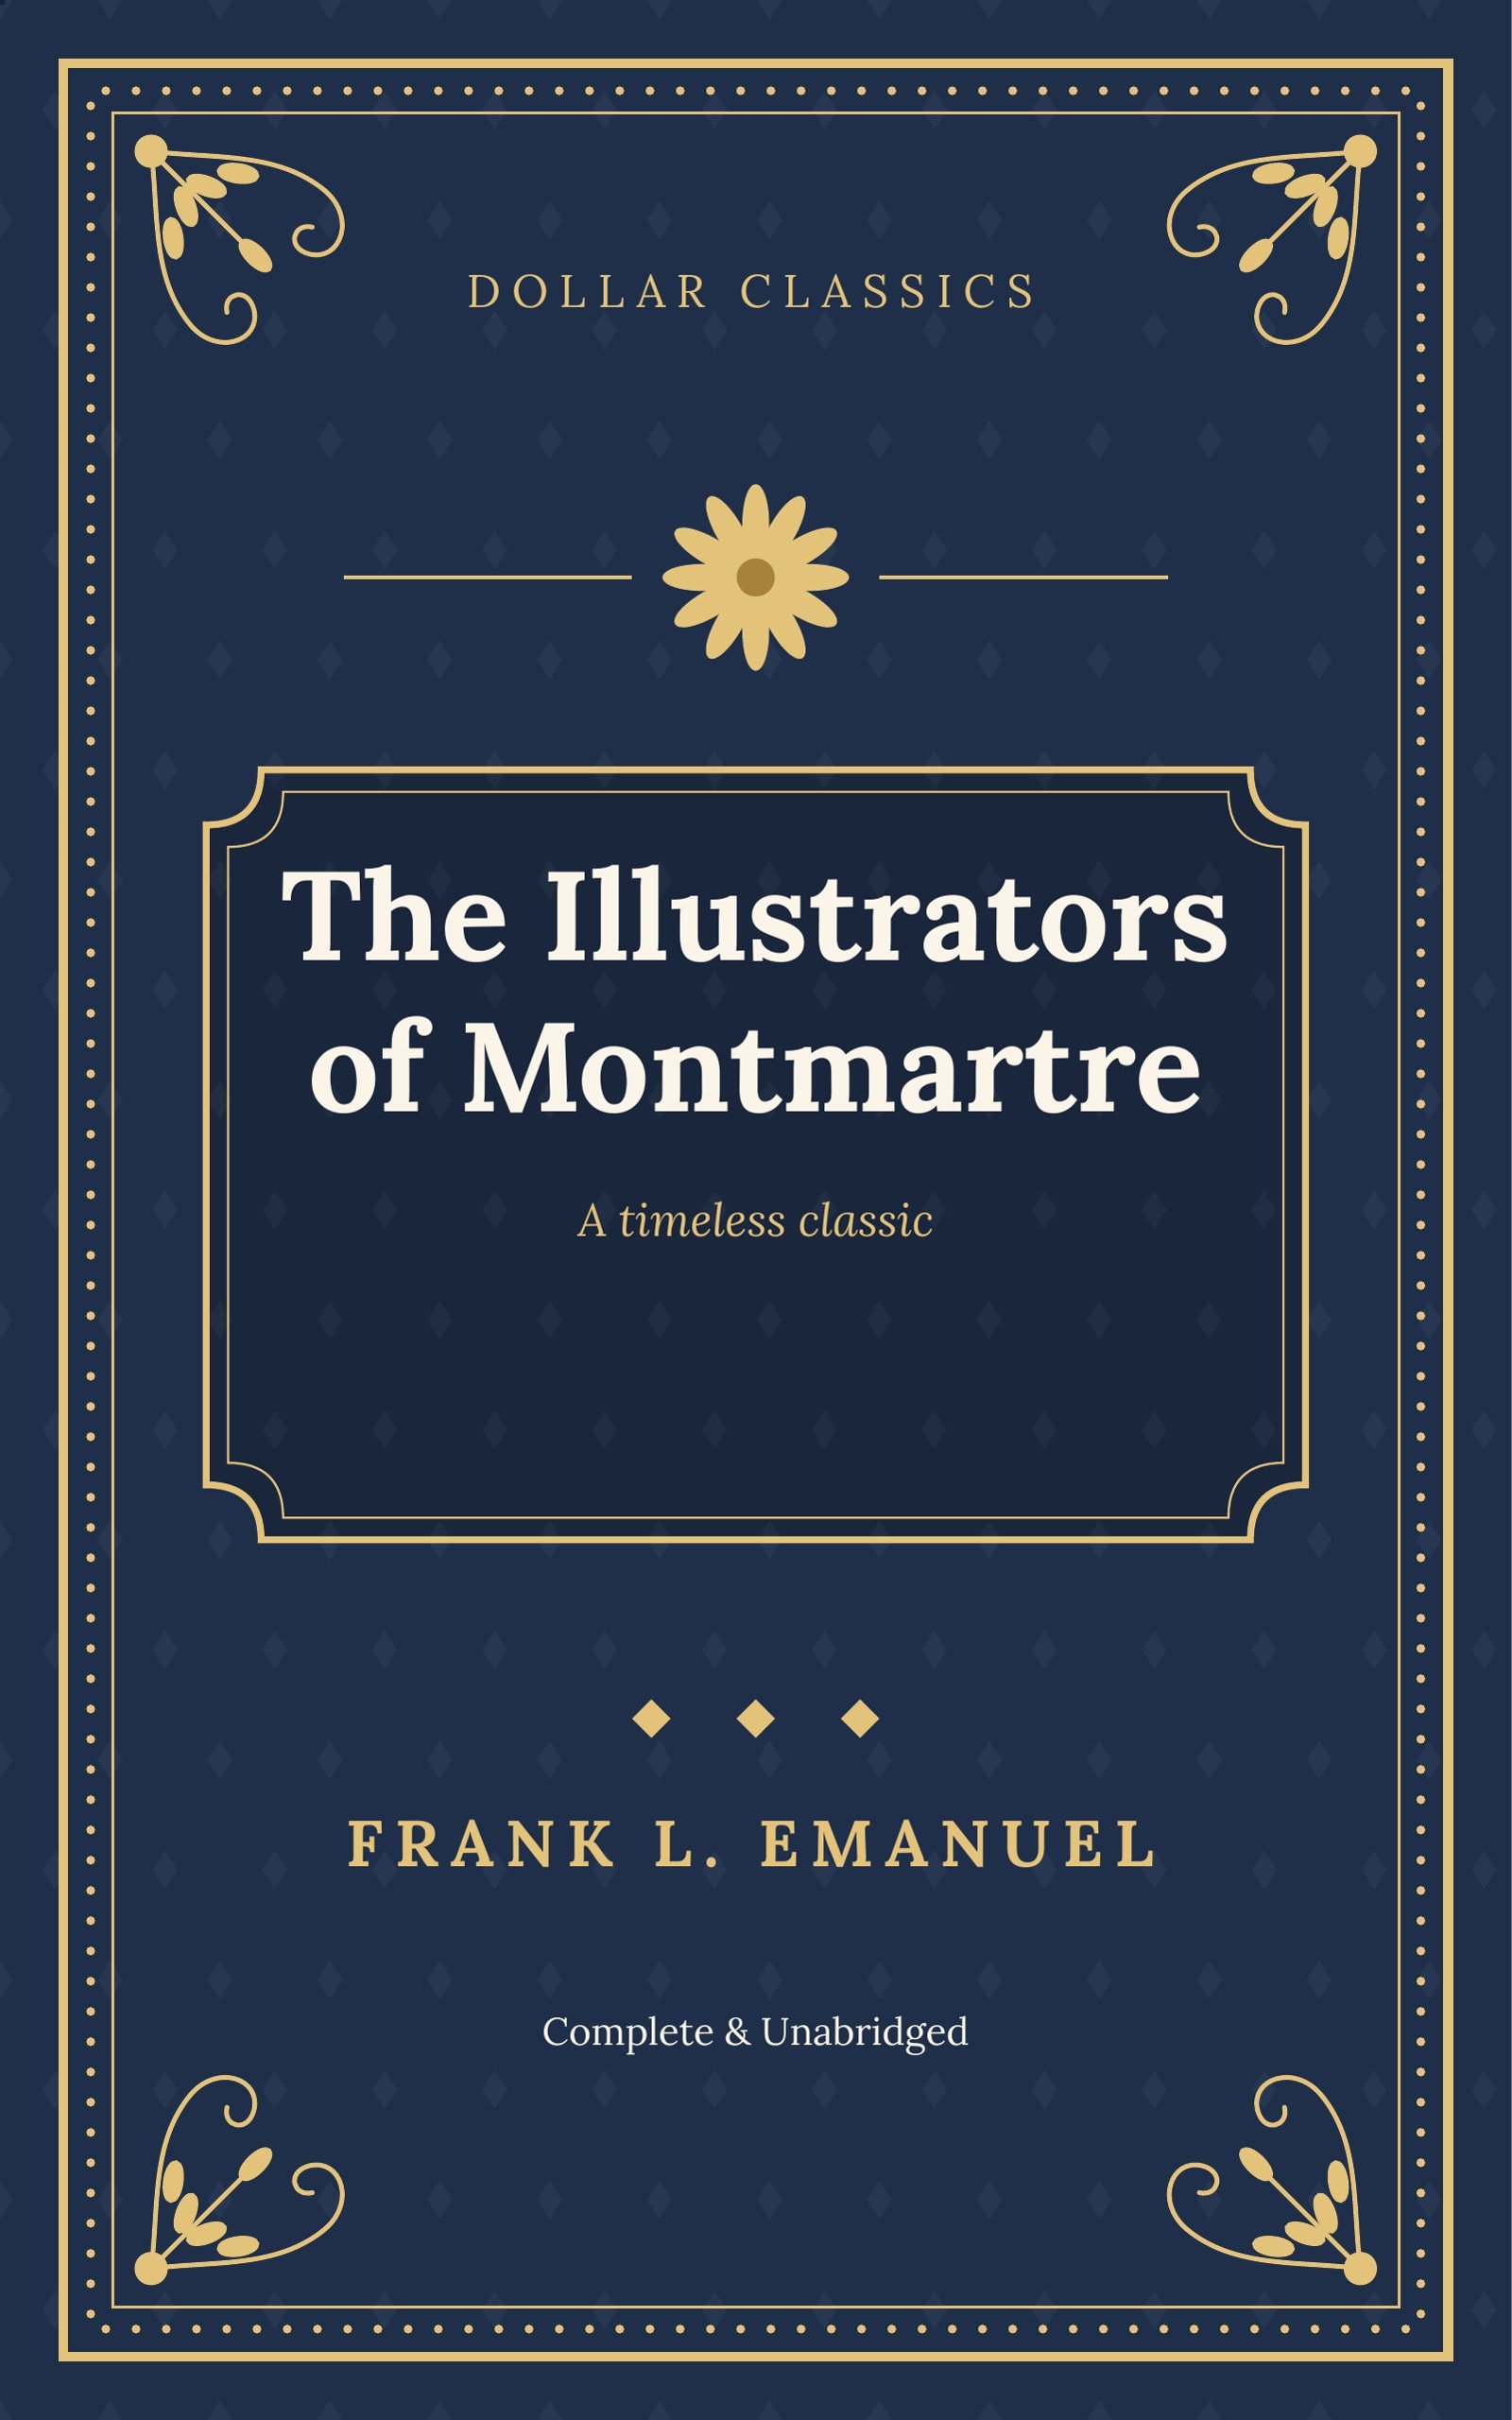 DOLLAR CLASSICS
The Illustrators
of Montmartre
A timeless classic
FRANK L. EMANUEL
Complete & Unabridged